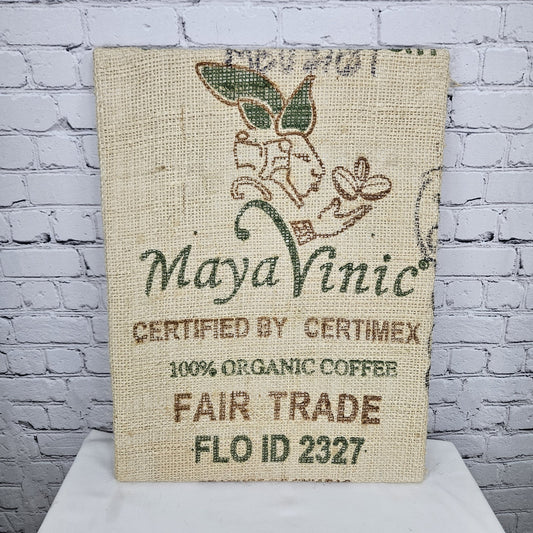 Maya Vinic®
CERTIFIED BY CERTIMEX
100% ORGANIC COFFEE
FAIR TRADE
FLO ID 2327